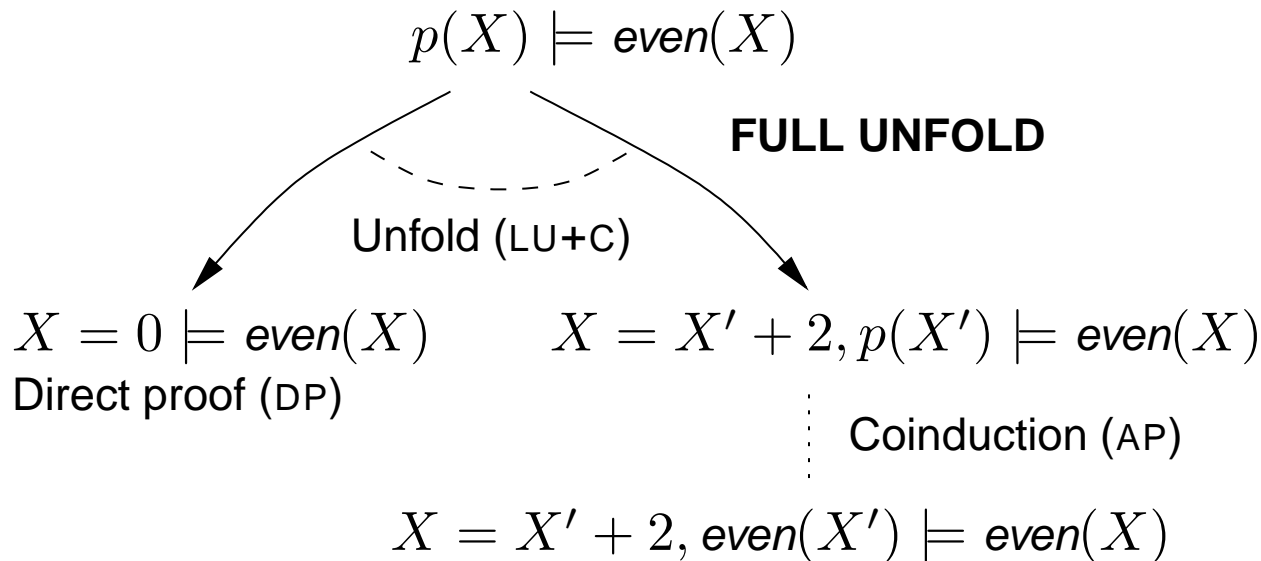 p(X) ⊨ even(X)
FULL UNFOLD
Unfold (LU+C)
X = 0 ⊨ even(X)
X = X′ + 2, p(X′) ⊨ even(X)
Direct proof (DP)
Coinduction (AP)
X = X′ + 2, even(X′) ⊨ even(X)